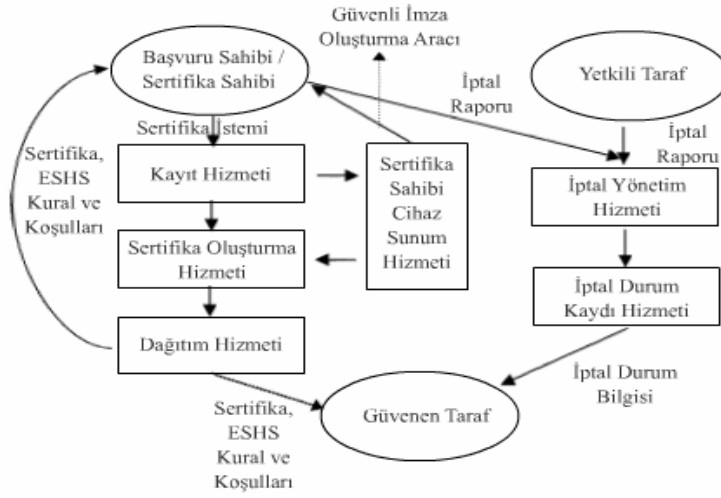 Güvenli İmza
Oluşturma Aracı
Başvuru Sahibi /
Sertifika Sahibi
İptal
Raporu
Yetkili Taraf
Sertifika İstemi
İptal
Raporu
Sertifika,
ESHS
Kural ve
Koşulları
Kayıt Hizmeti
Sertifika
Sahibi
Cihaz
Sunum
Hizmeti
İptal Yönetim
Hizmeti
Sertifika Oluşturma
Hizmeti
İptal Durum
Kaydı Hizmeti
Dağıtım Hizmeti
İptal Durum
Bilgisi
Sertifika,
ESHS
Kural ve
Koşulları
Güvenen Taraf